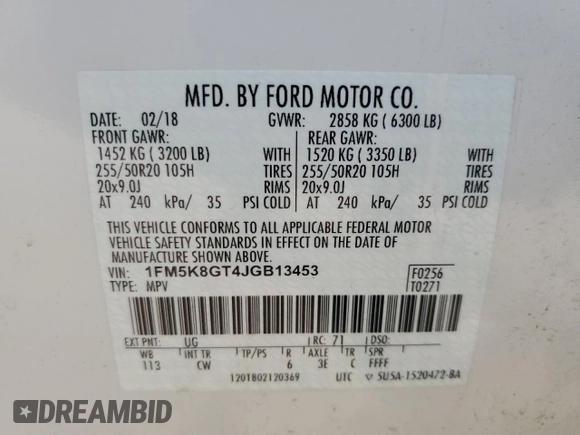 MFD. BY FORD MOTOR CO.
DATE: 02/18 GVWR: 2858 KG ( 6300 LB)
FRONT GAWR: REAR GAWR:
1452 KG ( 3200 LB) WITH 1520 KG ( 3350 LB) WITH
255/50R20 105H TIRES 255/50R20 105H TIRES
20x9.0J RIMS 20x9.0J RIMS
AT 240 kPa/ 35 PSI COLD AT 240 kPa/ 35 PSI COLD
THIS VEHICLE CONFORMS TO ALL APPLICABLE FEDERAL MOTOR
VEHICLE SAFETY STANDARDS IN EFFECT ON THE DATE OF
MANUFACTURE SHOWN ABOVE.
VIN: 1FM5K8GT4JGB13453 F0256
TYPE: MPV T0271
EXT PNT: UG RC: 71 DSO:
WB INT TR TP/PS R AXLE TR SPR
113 CW 6 3E C FFFF
1201802120369 UTC 5U5A-1520472-BA
DREAMBID